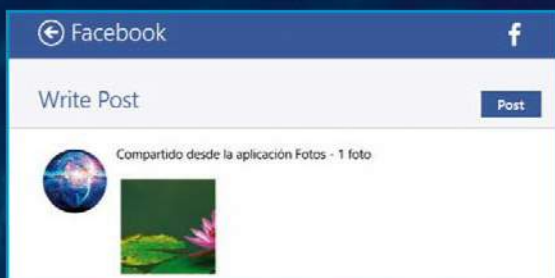 Facebook
f
Write Post
Post
Compartido desde la aplicación Fotos - 1 foto